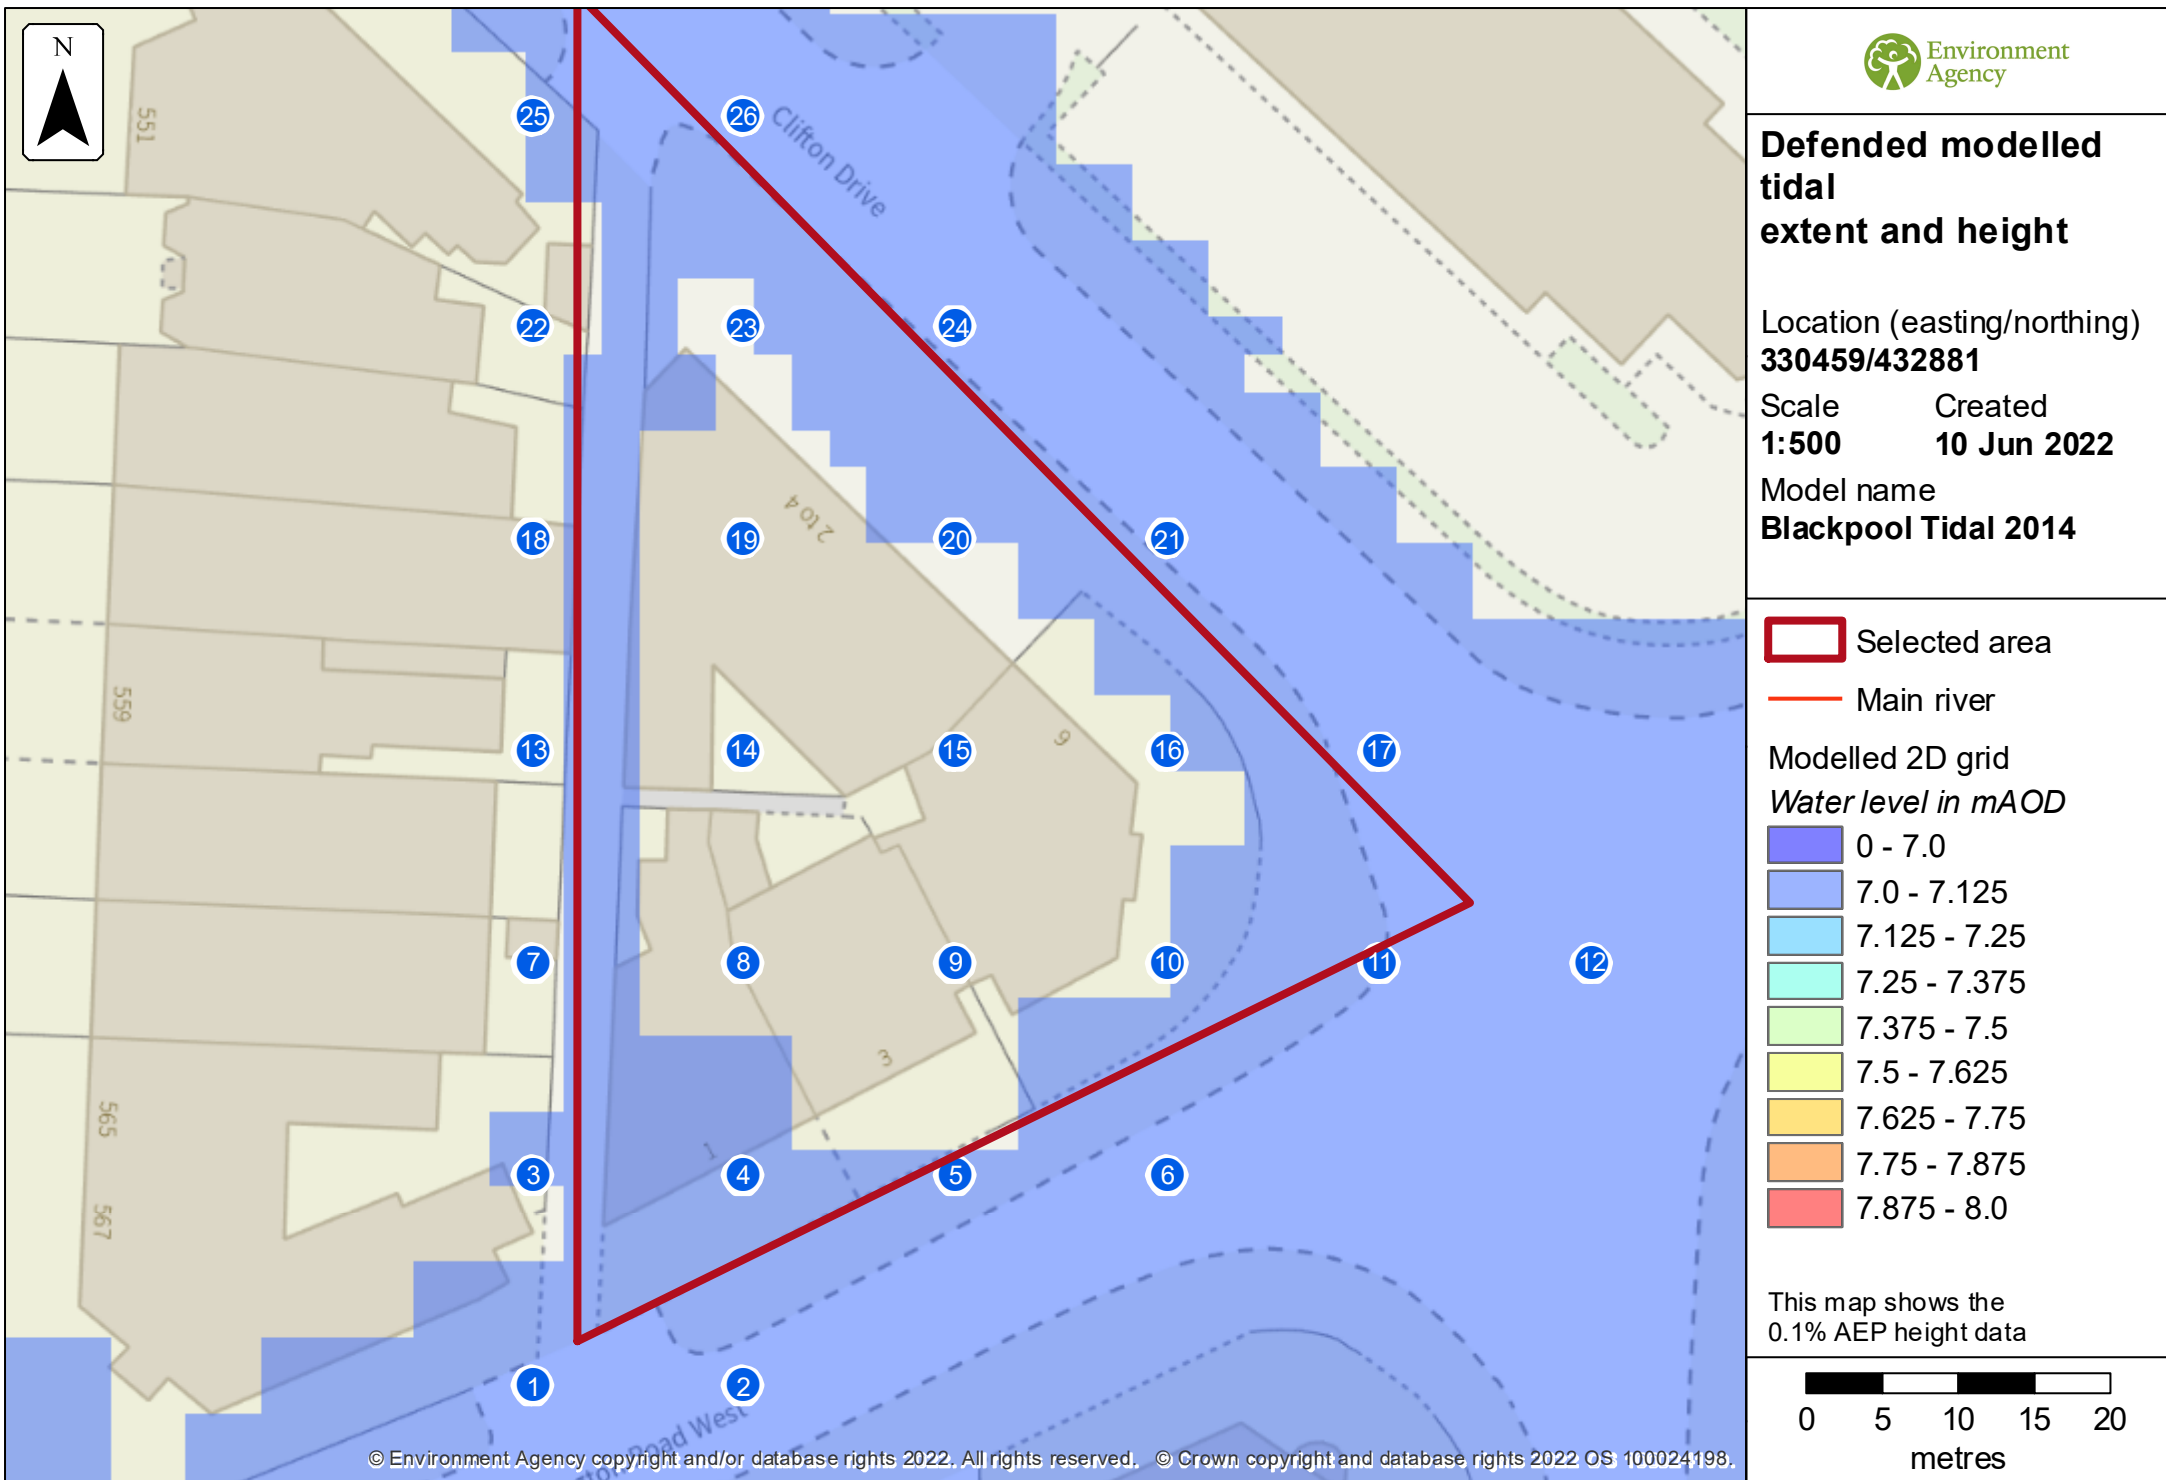 N
551
25
26
Clifton Drive
22
23
24
2 to 4
18
19
20
21
559
6
13
14
15
16
17
7
8
9
10
11
12
3
565
1
3
4
5
6
567
1
2
Road West
© Environment Agency copyright and/or database rights 2022. All rights reserved. © Crown copyright and database rights 2022 OS 100024198.
Environment
Agency
Defended modelled
tidal
extent and height
Location (easting/northing)
330459/432881
Scale Created
1:500 10 Jun 2022
Model name
Blackpool Tidal 2014
Selected area
Main river
Modelled 2D grid
Water level in mAOD
0 - 7.0
7.0 - 7.125
7.125 - 7.25
7.25 - 7.375
7.375 - 7.5
7.5 - 7.625
7.625 - 7.75
7.75 - 7.875
7.875 - 8.0
This map shows the
0.1% AEP height data
0 5 10 15 20
metres